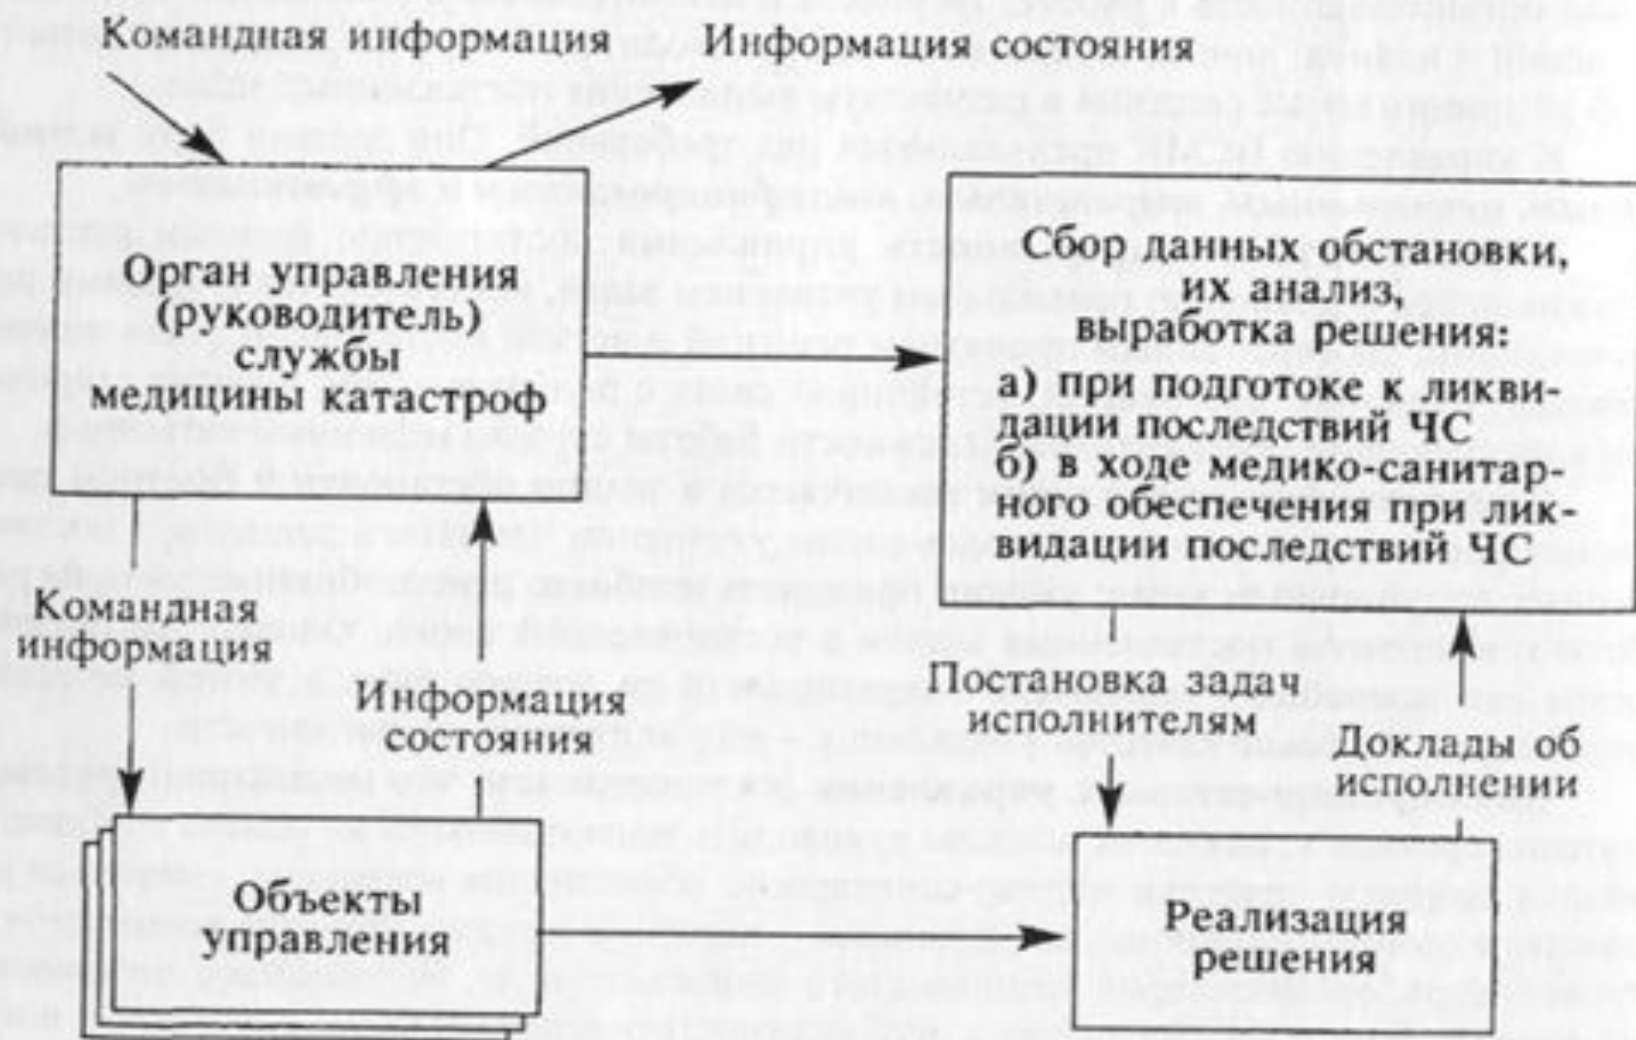 Командная информация
Информация состояния
Орган управления
(руководитель)
службы
медицины катастроф
Сбор данных обстановки,
их анализ,
выработка решения:
а) при подготоке к ликви-
дации последствий ЧС
б) в ходе медико-санитар-
ного обеспечения при лик-
видации последствий ЧС
Командная
информация
Информация
состояния
Постановка задач
исполнителям
Доклады об
исполнении
Объекты
управления
Реализация
решения